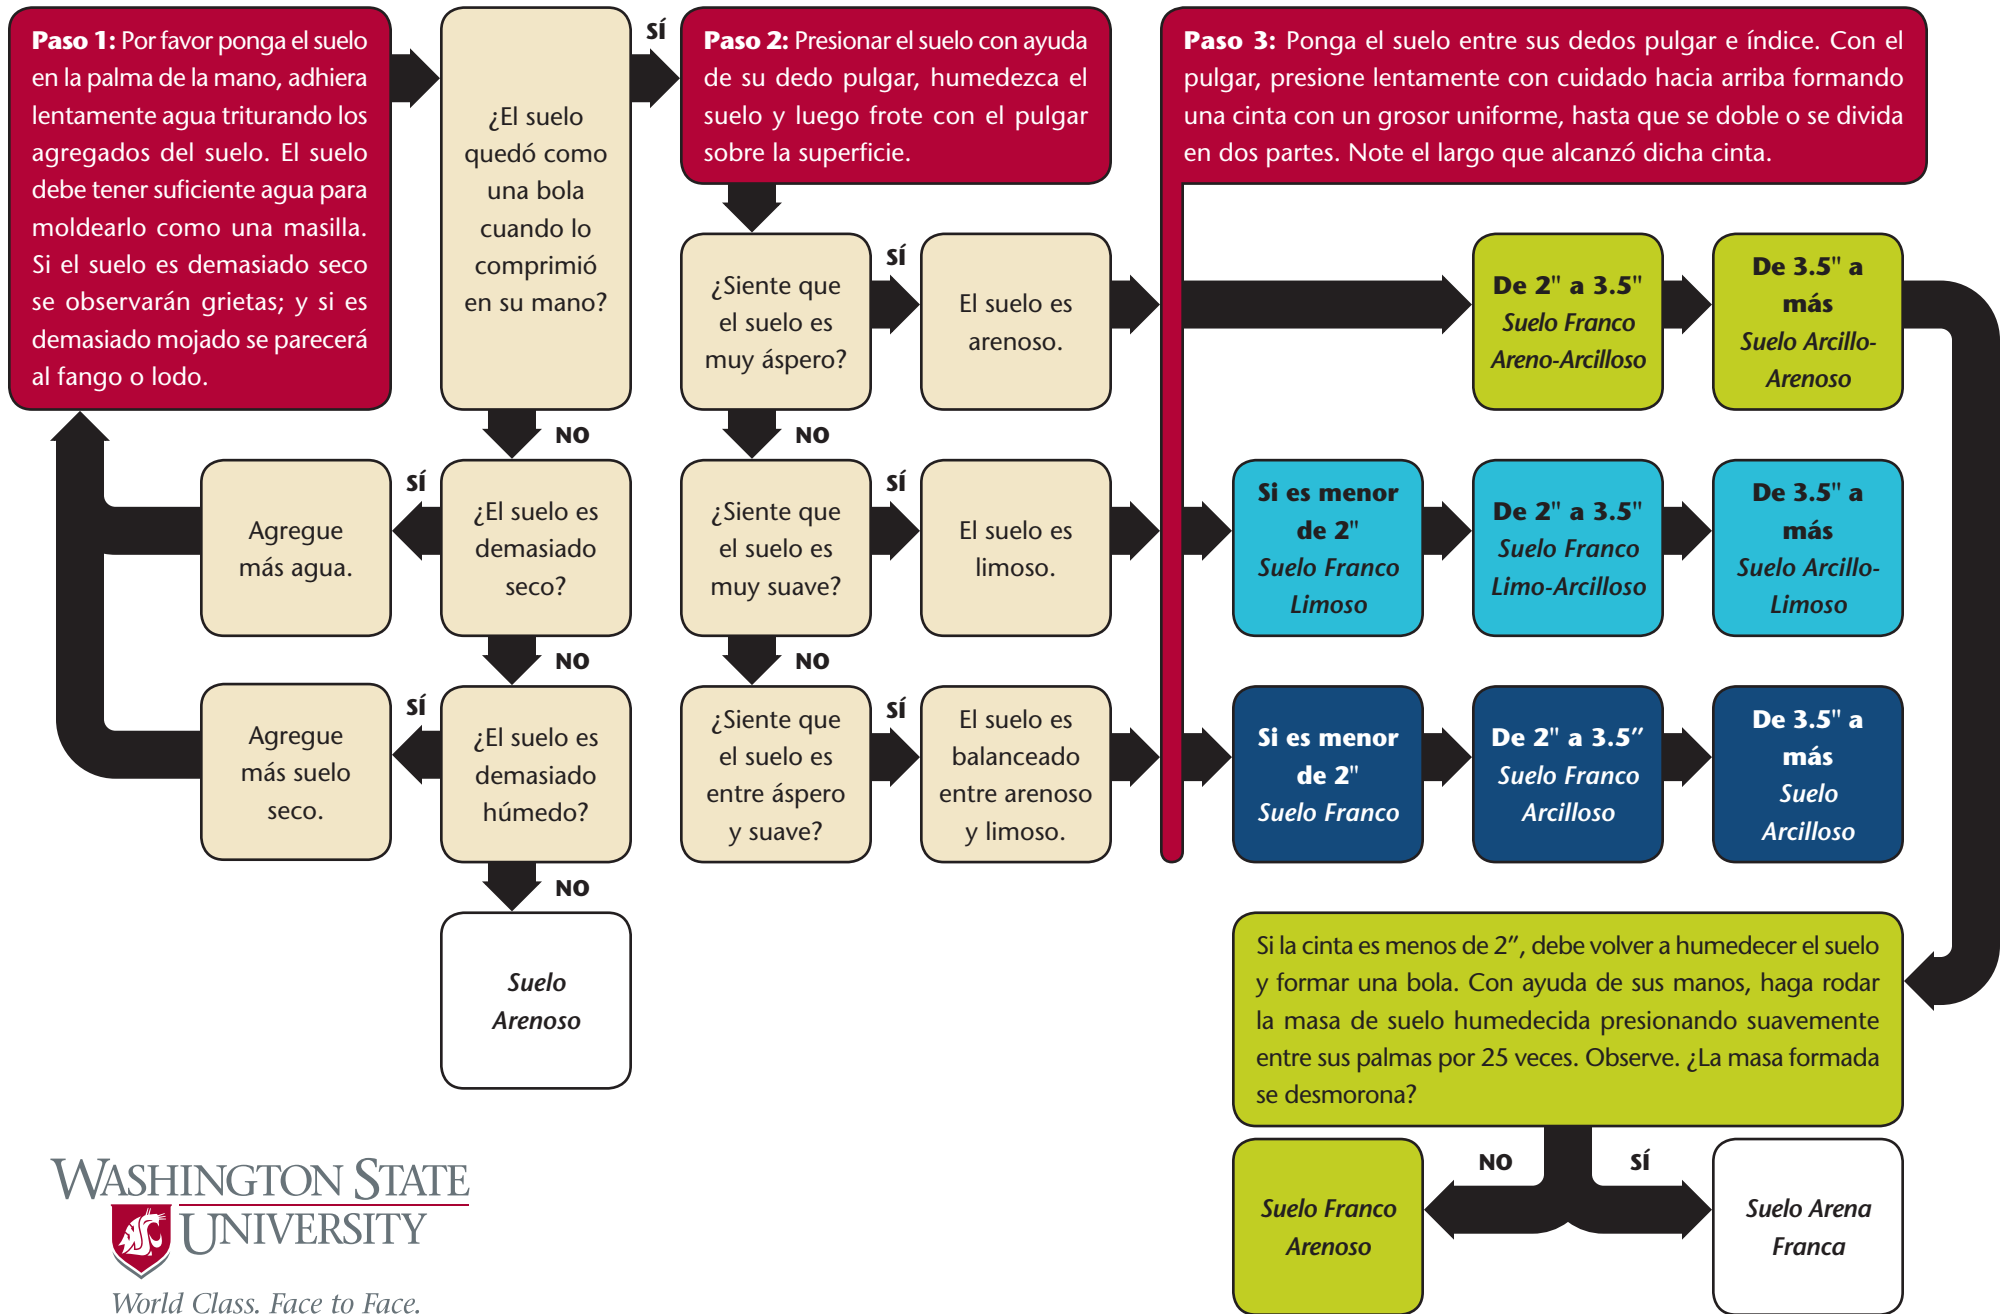 Paso 1: Por favor ponga el suelo
en la palma de la mano, adhiera
lentamente agua triturando los
agregados del suelo. El suelo
debe tener suficiente agua para
moldearlo como una masilla.
Si el suelo es demasiado seco
se observarán grietas; y si es
demasiado mojado se parecerá
al fango o lodo.
¿El suelo
quedó como
una bola
cuando lo
comprimió
en su mano?
SÍ
NO
¿El suelo es
demasiado
seco?
SÍ
Agregue
más agua.
NO
¿El suelo es
demasiado
húmedo?
SÍ
Agregue
más suelo
seco.
NO
Suelo
Arenoso
Paso 2: Presionar el suelo con ayuda
de su dedo pulgar, humedezca el
suelo y luego frote con el pulgar
sobre la superficie.
¿Siente que
el suelo es
muy áspero?
SÍ
El suelo es
arenoso.
NO
¿Siente que
el suelo es
muy suave?
SÍ
El suelo es
limoso.
NO
¿Siente que
el suelo es
entre áspero
y suave?
SÍ
El suelo es
balanceado
entre arenoso
y limoso.
Paso 3: Ponga el suelo entre sus dedos pulgar e índice. Con el
pulgar, presione lentamente con cuidado hacia arriba formando
una cinta con un grosor uniforme, hasta que se doble o se divida
en dos partes. Note el largo que alcanzó dicha cinta.
De 2" a 3.5"
Suelo Franco
Areno-Arcilloso
De 3.5" a
más
Suelo Arcillo-
Arenoso
Si es menor
de 2"
Suelo Franco
Limoso
De 2" a 3.5"
Suelo Franco
Limo-Arcilloso
De 3.5" a
más
Suelo Arcillo-
Limoso
Si es menor
de 2"
Suelo Franco
De 2" a 3.5”
Suelo Franco
Arcilloso
De 3.5" a
más
Suelo
Arcilloso
Si la cinta es menos de 2”, debe volver a humedecer el suelo
y formar una bola. Con ayuda de sus manos, haga rodar
la masa de suelo humedecida presionando suavemente
entre sus palmas por 25 veces. Observe. ¿La masa formada
se desmorona?
NO
SÍ
Suelo Franco
Arenoso
Suelo Arena
Franca
WASHINGTON STATE
UNIVERSITY
World Class. Face to Face.